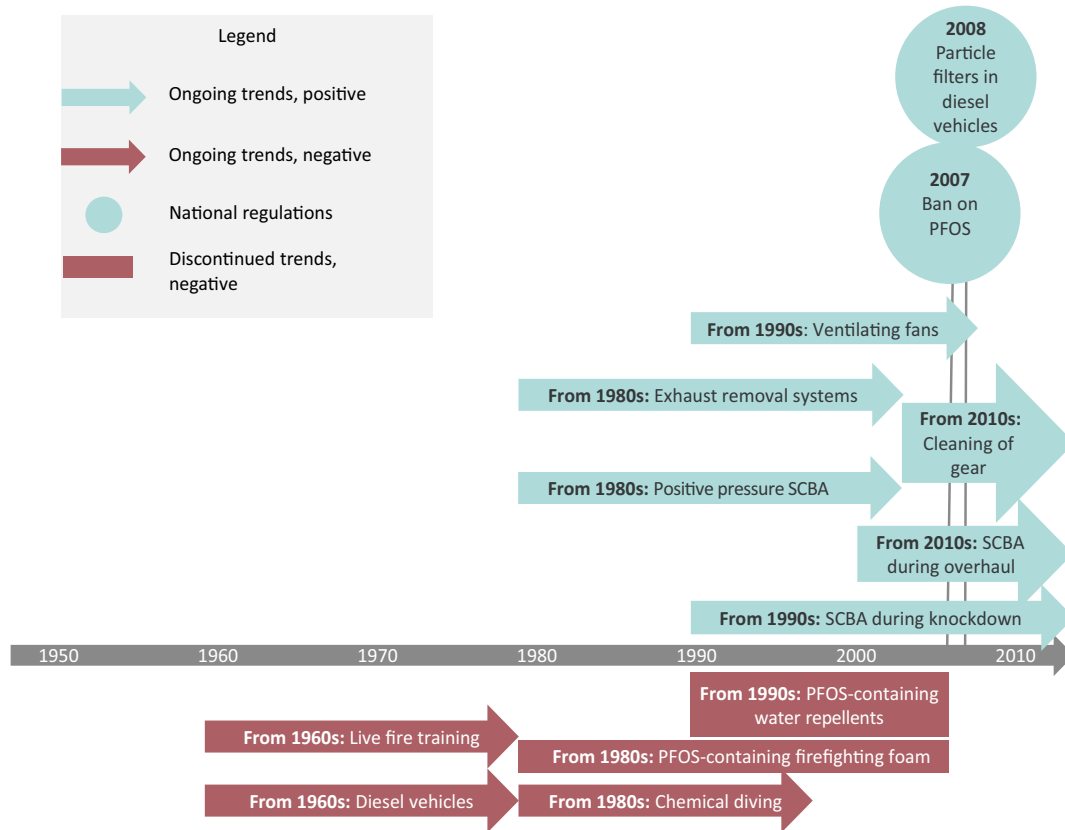 Legend
Ongoing trends, positive
Ongoing trends, negative
National regulations
Discontinued trends,
negative
2008
Particle
filters in
diesel
vehicles
2007
Ban on
PFOS
From 1990s: Ventilating fans
From 1980s: Exhaust removal systems
From 2010s:
Cleaning of
gear
From 1980s: Positive pressure SCBA
From 2010s: SCBA
during overhaul
From 1990s: SCBA during knockdown
1950 1960 1970 1980 1990 2000 2010
From 1990s: PFOS-containing
water repellents
From 1960s: Live fire training
From 1980s: PFOS-containing firefighting foam
From 1960s: Diesel vehicles
From 1980s: Chemical diving